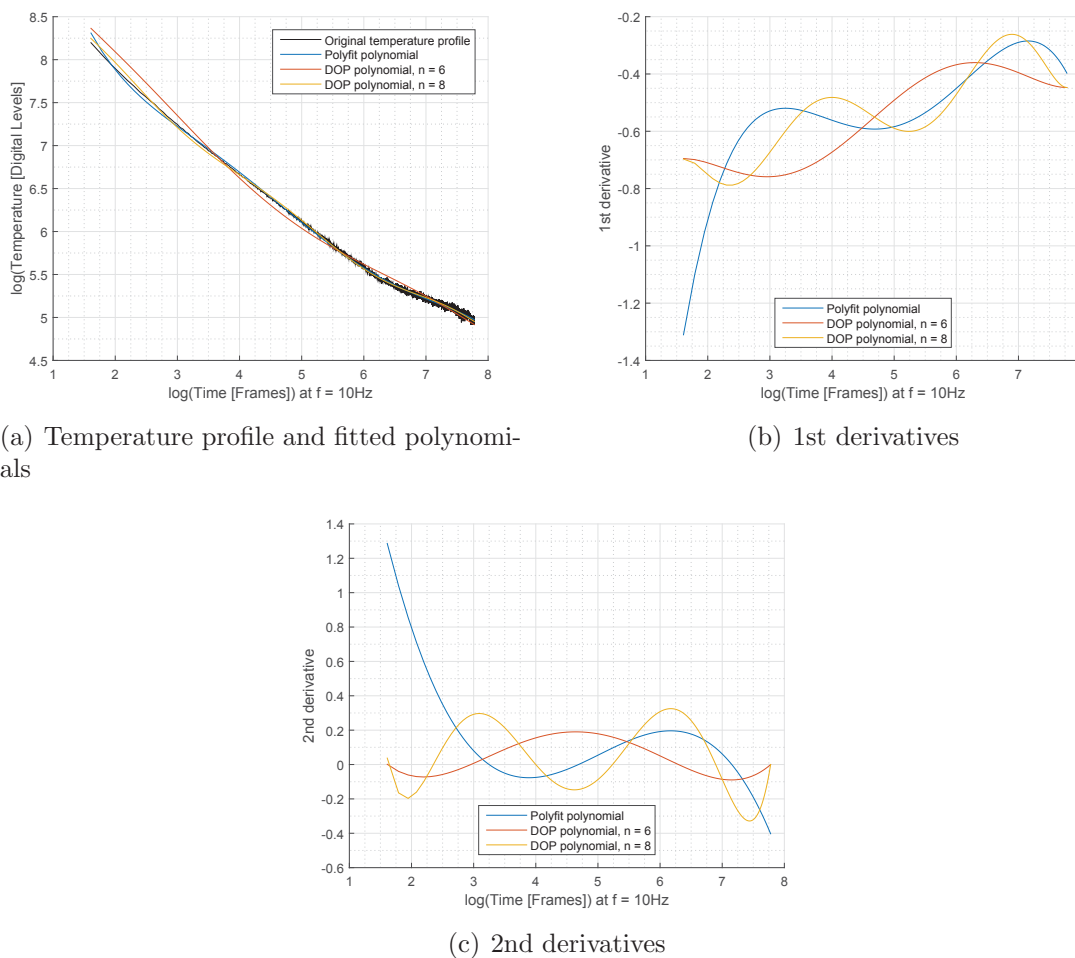 8.5
8
7.5
7
6.5
6
5.5
5
4.5
1 2 3 4 5 6 7 8
log(Temperature [Digital Levels])
log(Time [Frames]) at f = 10Hz
Original temperature profile
Polyfit polynomial
DOP polynomial, n = 6
DOP polynomial, n = 8
(a) Temperature profile and fitted polynomi-
als
-0.2
-0.4
-0.6
-0.8
-1
-1.2
-1.4
1 2 3 4 5 6 7
1st derivative
log(Time [Frames]) at f = 10Hz
Polyfit polynomial
DOP polynomial, n = 6
DOP polynomial, n = 8
(b) 1st derivatives
1.4
1.2
1
0.8
0.6
0.4
0.2
0
-0.2
-0.4
-0.6
1 2 3 4 5 6 7 8
2nd derivative
log(Time [Frames]) at f = 10Hz
Polyfit polynomial
DOP polynomial, n = 6
DOP polynomial, n = 8
(c) 2nd derivatives